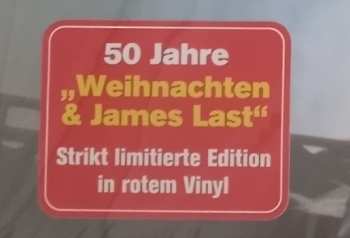 50 Jahre
„Weihnachten
& James Last“
Strikt limitierte Edition
in rotem Vinyl